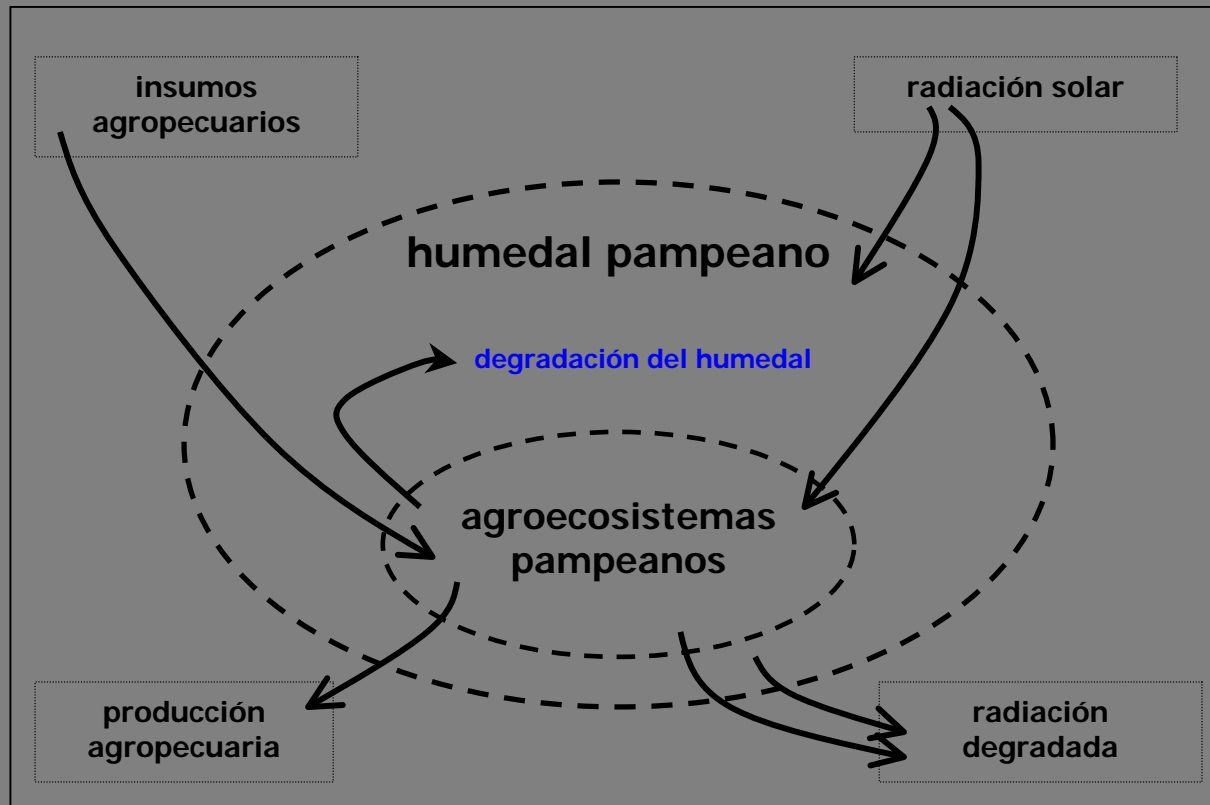 insumos
agropecuarios
radiación solar
humedal pampeano
degradación del humedal
agroecosistemas
pampeanos
producción
agropecuaria
radiación
degradada